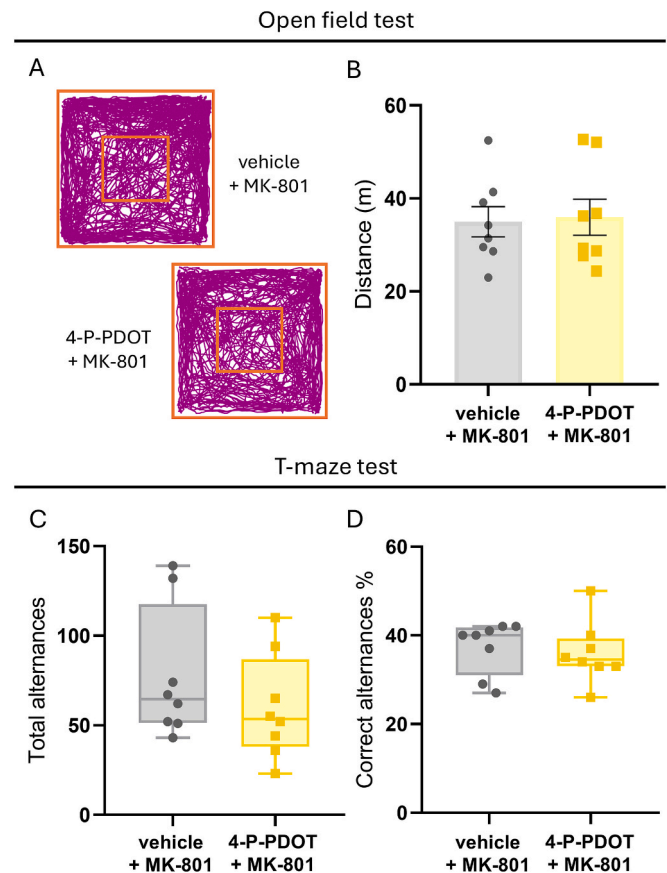 Open field test
A
vehicle
+ MK-801
4-P-PDOT
+ MK-801
B
Distance (m)
60
40
20
0
vehicle
+ MK-801
4-P-PDOT
+ MK-801
T-maze test
C
Total alternances
150
100
50
0
vehicle
+ MK-801
4-P-PDOT
+ MK-801
D
Correct alternances %
60
40
20
0
vehicle
+ MK-801
4-P-PDOT
+ MK-801